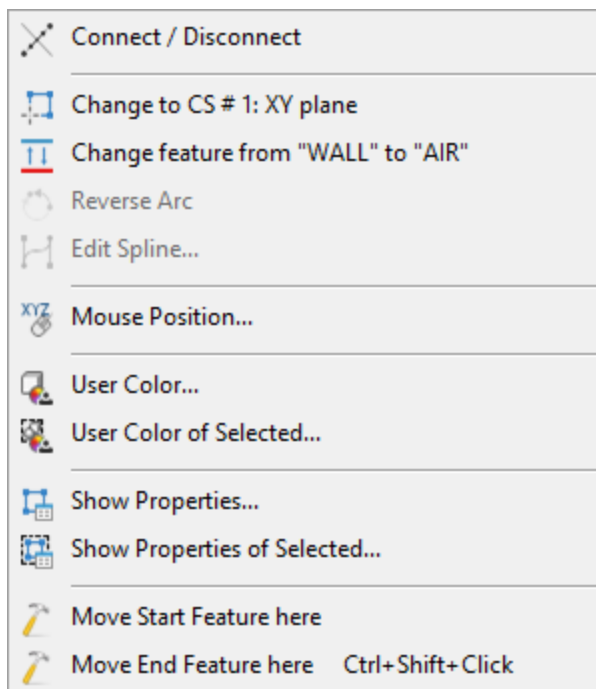 Connect / Disconnect
Change to CS # 1: XY plane
Change feature from "WALL" to "AIR"
Reverse Arc
Edit Spline...
XYZ
Mouse Position...
User Color...
User Color of Selected...
Show Properties...
Show Properties of Selected...
Move Start Feature here
Move End Feature here Ctrl+Shift+Click